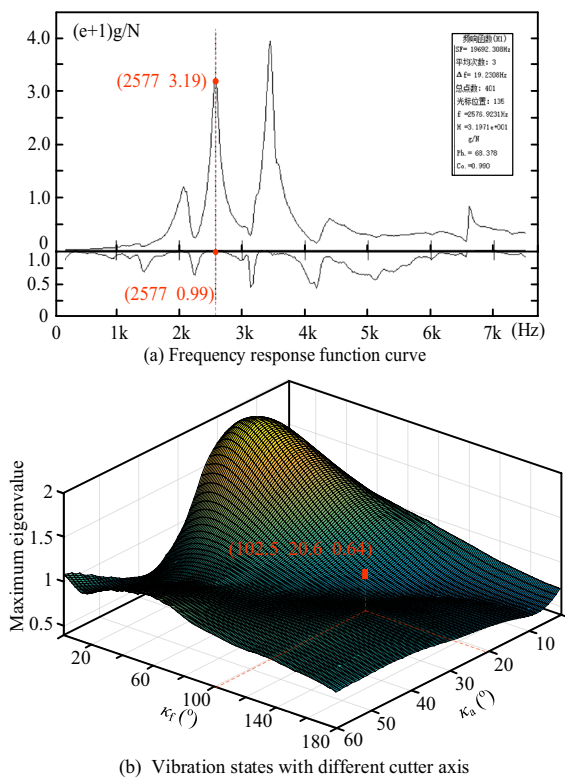 (e+1)g/N
4.0
3.0
2.0
1.0
0
1.0
0.5
0
(2577 3.19)
(2577 0.99)
频响函数(M1)
SF= 19692.308Hz
平均次数: 3
Δf= 19.2308Hz
总点数: 401
光标位置: 135
f =2576.9231Hz
M =3.1971e+001
g/N
Ph.= 68.378
Co.=0.990
0 1k 2k 3k 4k 5k 6k 7k (Hz)
(a) Frequency response function curve
Maximum eigenvalue
2
1.5
1
0.5
(102.5 20.6 0.64)
20
60
100
140
180
κf (°)
10
20
30
40
50
60
κa (°)
(b) Vibration states with different cutter axis